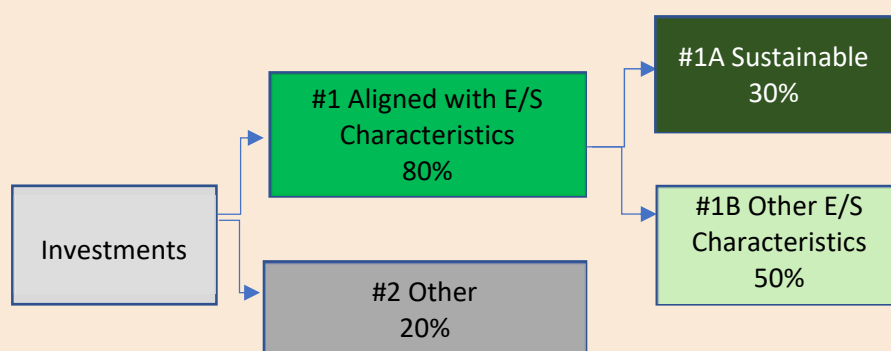 Investments
#1 Aligned with E/S
Characteristics
80%
#2 Other
20%
#1A Sustainable
30%
#1B Other E/S
Characteristics
50%